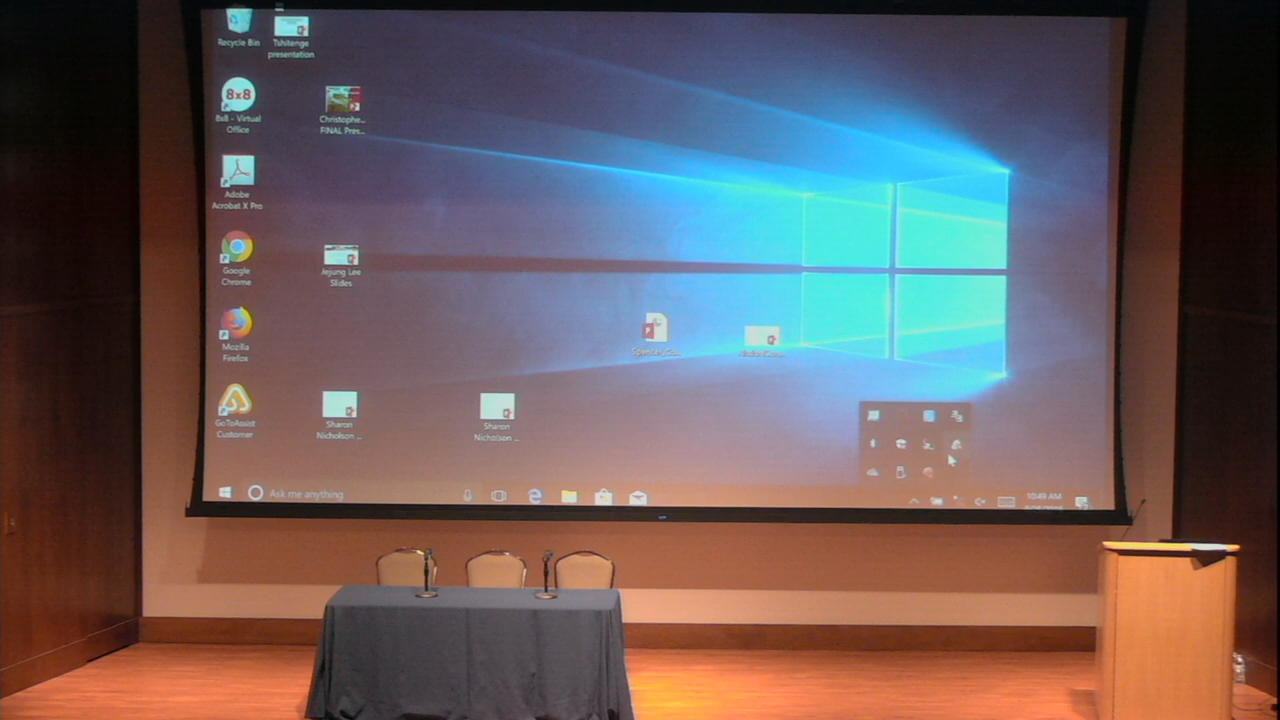 Recycle Bin
Tshitenge
presentation
8x8
8x8 - Virtual
Office
Christophe...
FINAL Pres...
Adobe
Acrobat X Pro
Google
Chrome
Jejung Lee
Slides
Mozilla
Firefox
GoToAssist
Customer
Sharon
Nicholson ...
Sharon
Nicholson ...
Ask me anything
10:49 AM